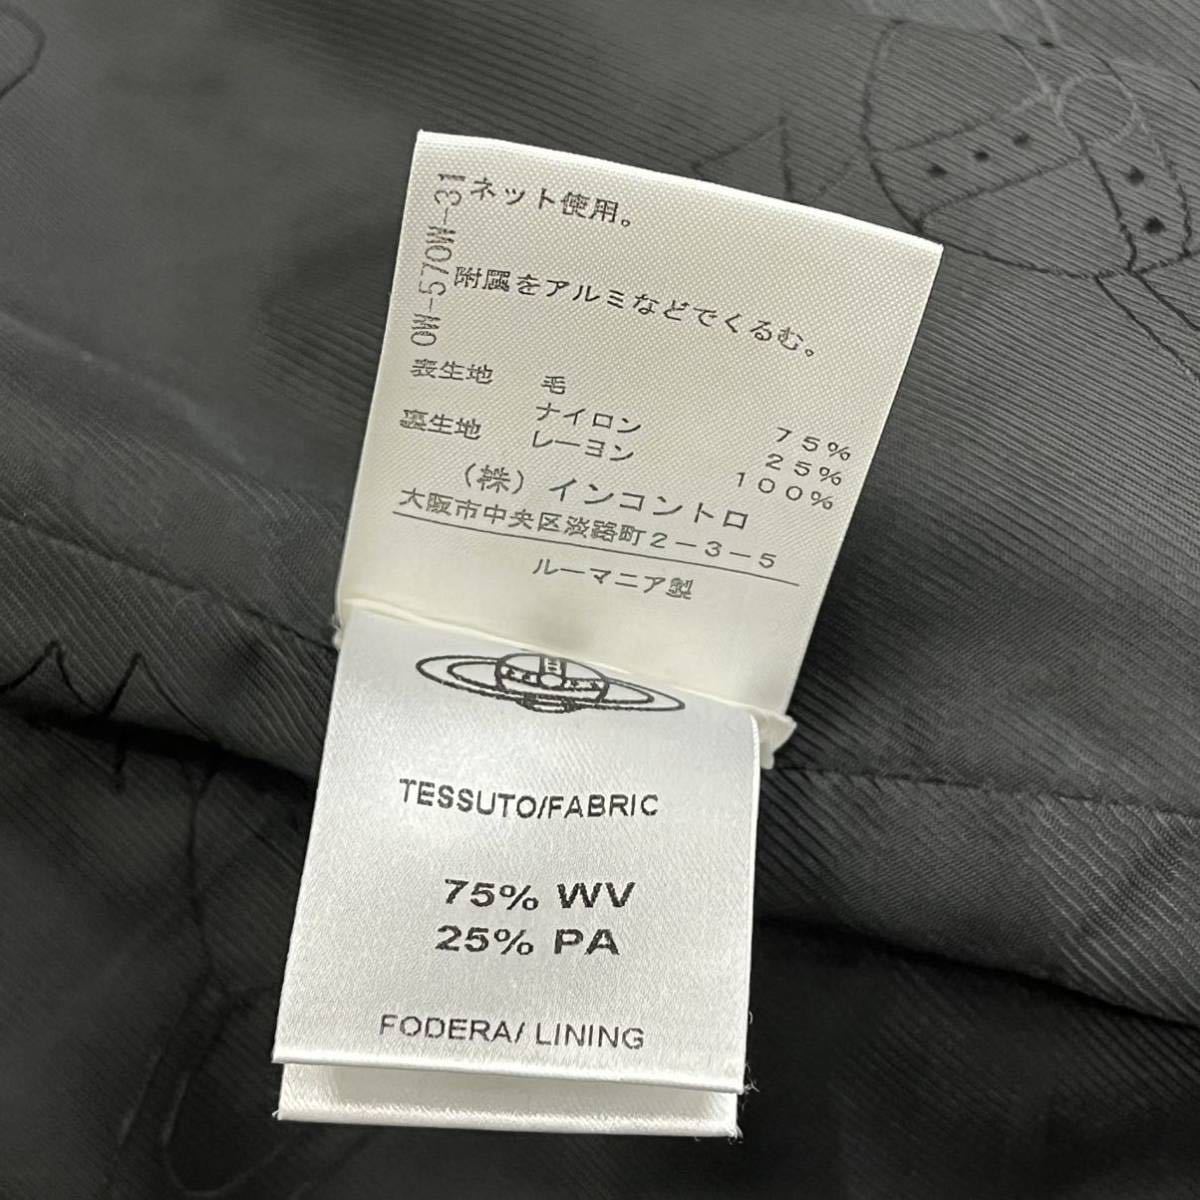 ネット使用。
附属をアルミなどでくるむ。
OW-570MW-31
表生地 毛 75%
ナイロン 25%
裏生地 レーヨン 100%
(株) インコントロ
大阪市中央区淡路町2-3-5
ルーマニア製
TESSUTO/FABRIC
75% WV
25% PA
FODERA/ LINING